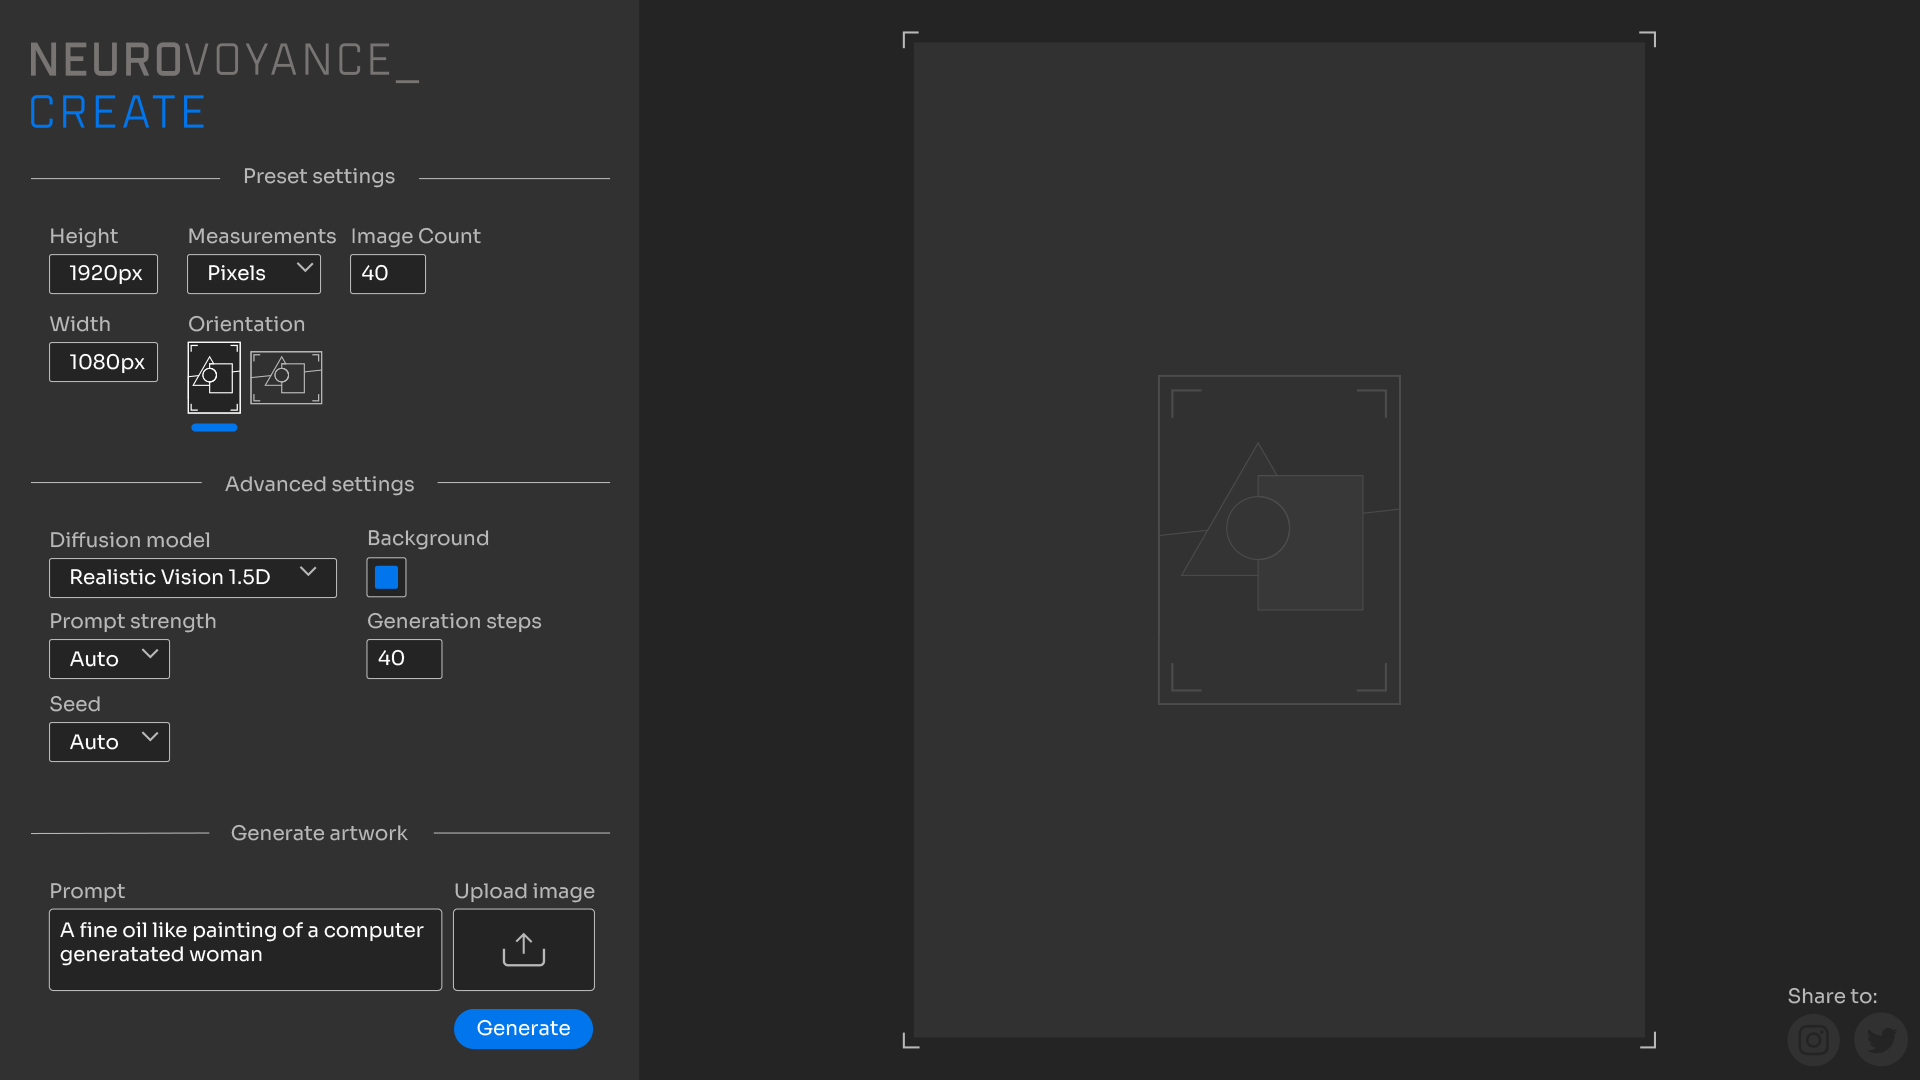 NEUROVOYANCE_
CREATE
Preset settings
Height
Measurements
Image Count
1920px
Pixels
40
Width
Orientation
1080px
Advanced settings
Diffusion model
Background
Realistic Vision 1.5D
Prompt strength
Generation steps
Auto
40
Seed
Auto
Generate artwork
Prompt
Upload image
A fine oil like painting of a computer
generatated woman
Generate
Share to: